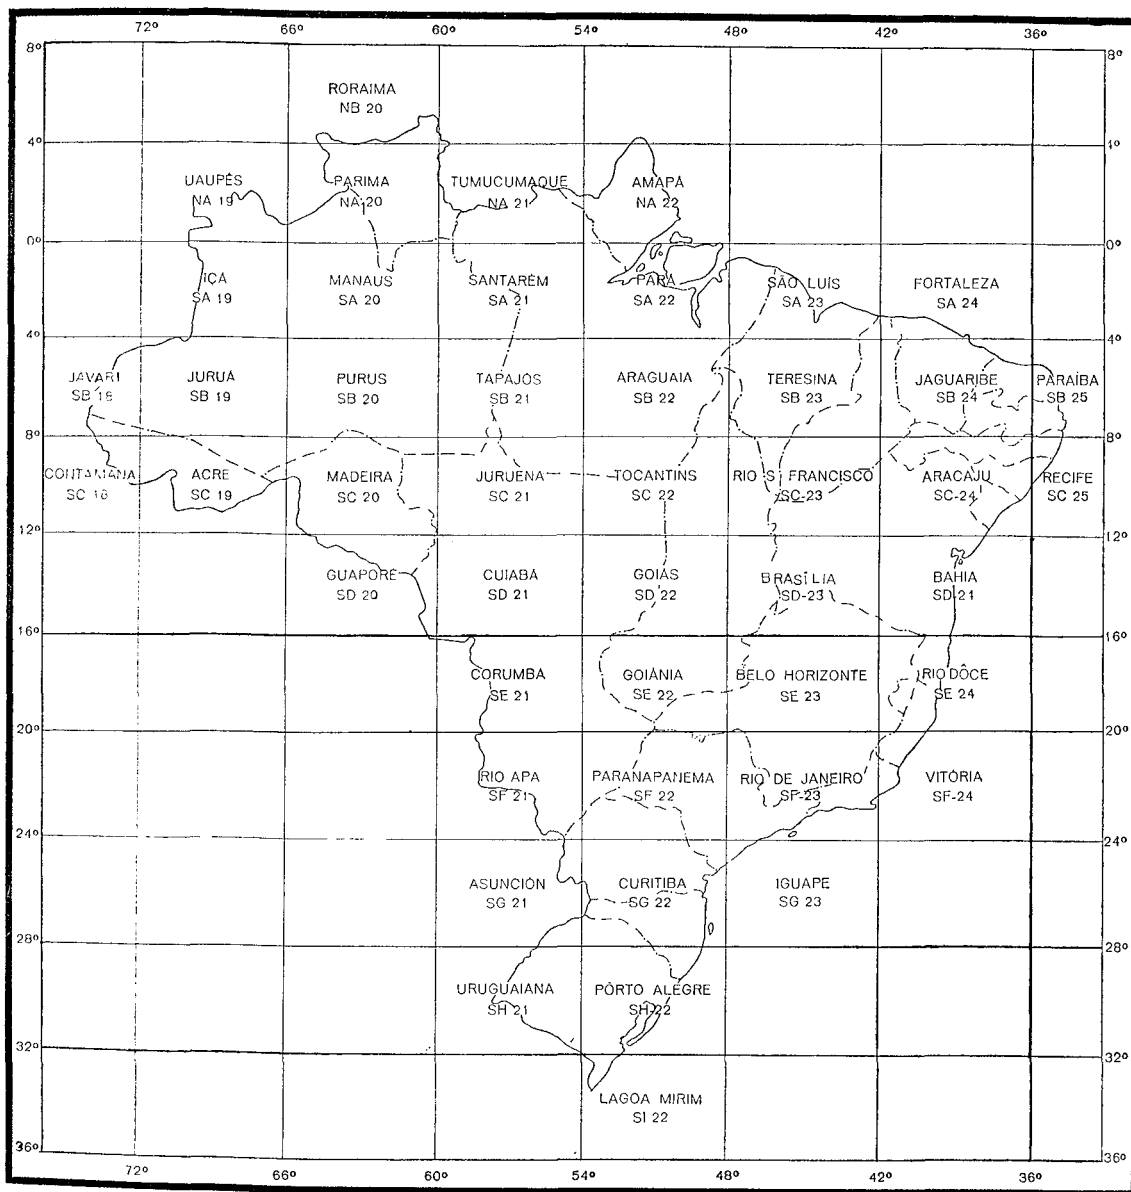 72º 66º 60º 54º 48º 42º 36º
8º 8º
RORAIMA
NB 20
4º 4º
UAUPÉS PARIMA TUMUCUMAQUE AMAPÁ
NA 19 NA 20 NA 21 NA 22
0º 0º
IÇÁ MANAUS SANTARÉM PARÁ SÃO LUÍS FORTALEZA
SA 19 SA 20 SA 21 SA 22 SA 23 SA 24
4º 4º
JAVARI JURUÁ PURUS TAPAJÓS ARAGUAIA TERESINA JAGUARIBE PARAÍBA
SB 18 SB 19 SB 20 SB 21 SB 22 SB 23 SB 24 SB 25
8º 8º
CONTAMANA ACRE MADEIRA JURUENA TOCANTINS RIO S FRANCISCO ARACAJU RECIFE
SC 18 SC 19 SC 20 SC 21 SC 22 SC-23 SC-24 SC 25
12º 12º
GUAPORÉ CUIABÁ GOIÁS BRASÍLIA BAHIA
SD 20 SD 21 SD 22 SD-23 SD-21
16º 16º
CORUMBA GOIÂNIA BELO HORIZONTE RIO DÔCE
SE 21 SE 22 SE 23 SE 24
20º 20º
RIO APA PARANAPANEMA RIO DE JANEIRO VITÓRIA
SF 21 SF 22 SF-23 SF-24
24º 24º
ASUNCIÓN CURITIBA IGUAPE
SG 21 SG 22 SG 23
28º 28º
URUGUAIANA PÔRTO ALEGRE
SH 21 SH-22
32º 32º
LAGOA MIRIM
SI 22
36º 36º
72º 66º 60º 54º 48º 42º 36º